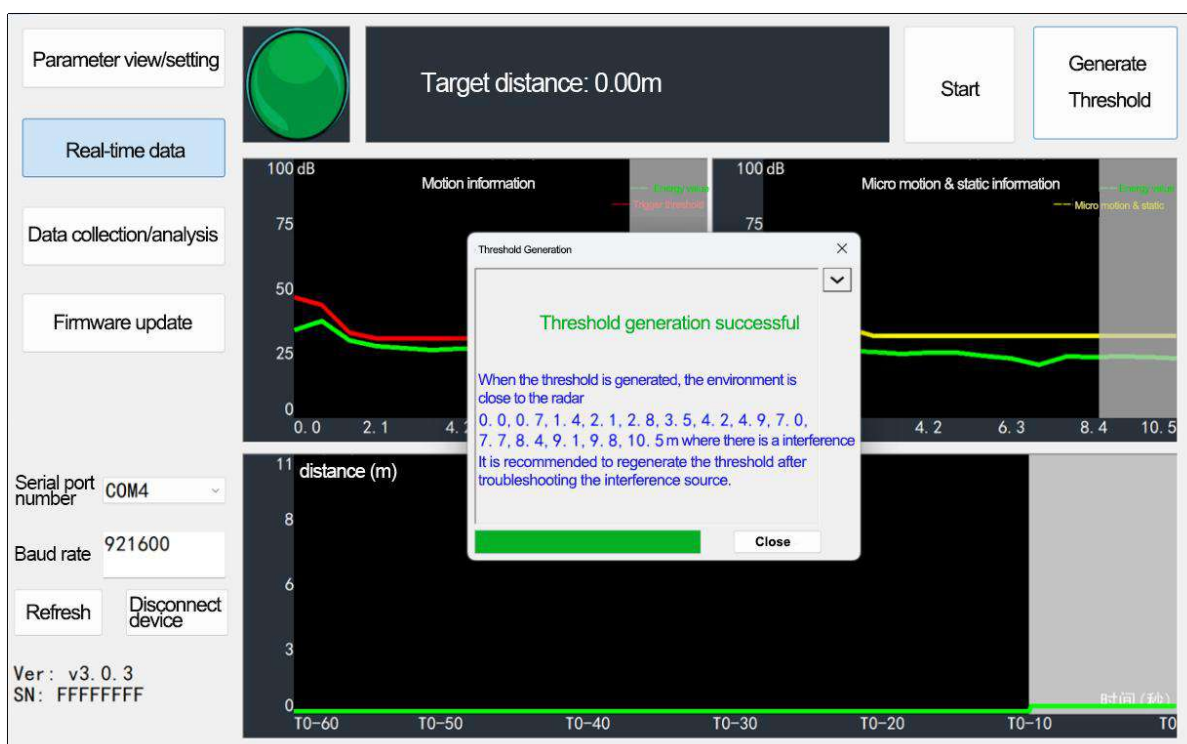 Parameter view/setting
Real-time data
Data collection/analysis
Firmware update
Serial port
number
COM4
Baud rate
921600
Refresh
Disconnect
device
Ver: v3.0.3
SN: FFFFFFFF
Target distance: 0.00m
Start
Generate
Threshold
100 dB
75
50
25
0
Motion information
Energy value
Trigger threshold
0.0 2.1
100 dB
75
Micro motion & static information
Energy value
Micro motion & static
4.2 6.3 8.4 10.5
Threshold Generation
Threshold generation successful
When the threshold is generated, the environment is
close to the radar
0.0, 0.7, 1.4, 2.1, 2.8, 3.5, 4.2, 4.9, 7.0,
7.7, 8.4, 9.1, 9.8, 10.5m where there is a interference
It is recommended to regenerate the threshold after
troubleshooting the interference source.
Close
distance (m)
11
8
6
3
0
时间(秒)
T0-60 T0-50 T0-40 T0-30 T0-20 T0-10 T0